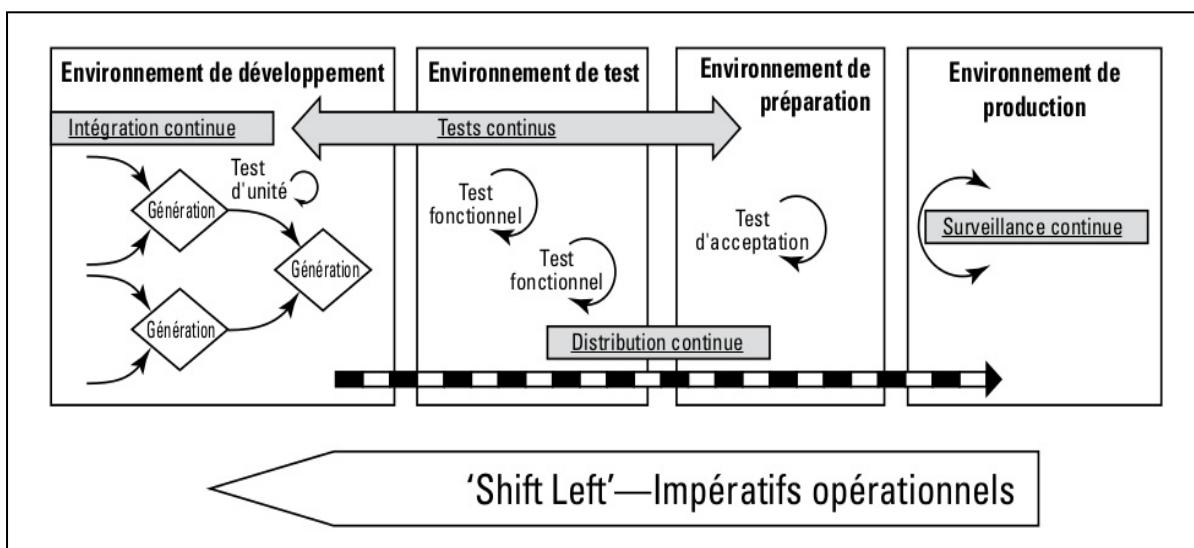 Environnement de développement
Intégration continue
Test
d'unité
Génération
Génération
Génération
Environnement de test
Tests continus
Test
fonctionnel
Test
fonctionnel
Distribution continue
Environnement de
préparation
Test
d'acceptation
Environnement de
production
Surveillance continue
'Shift Left'—Impératifs opérationnels